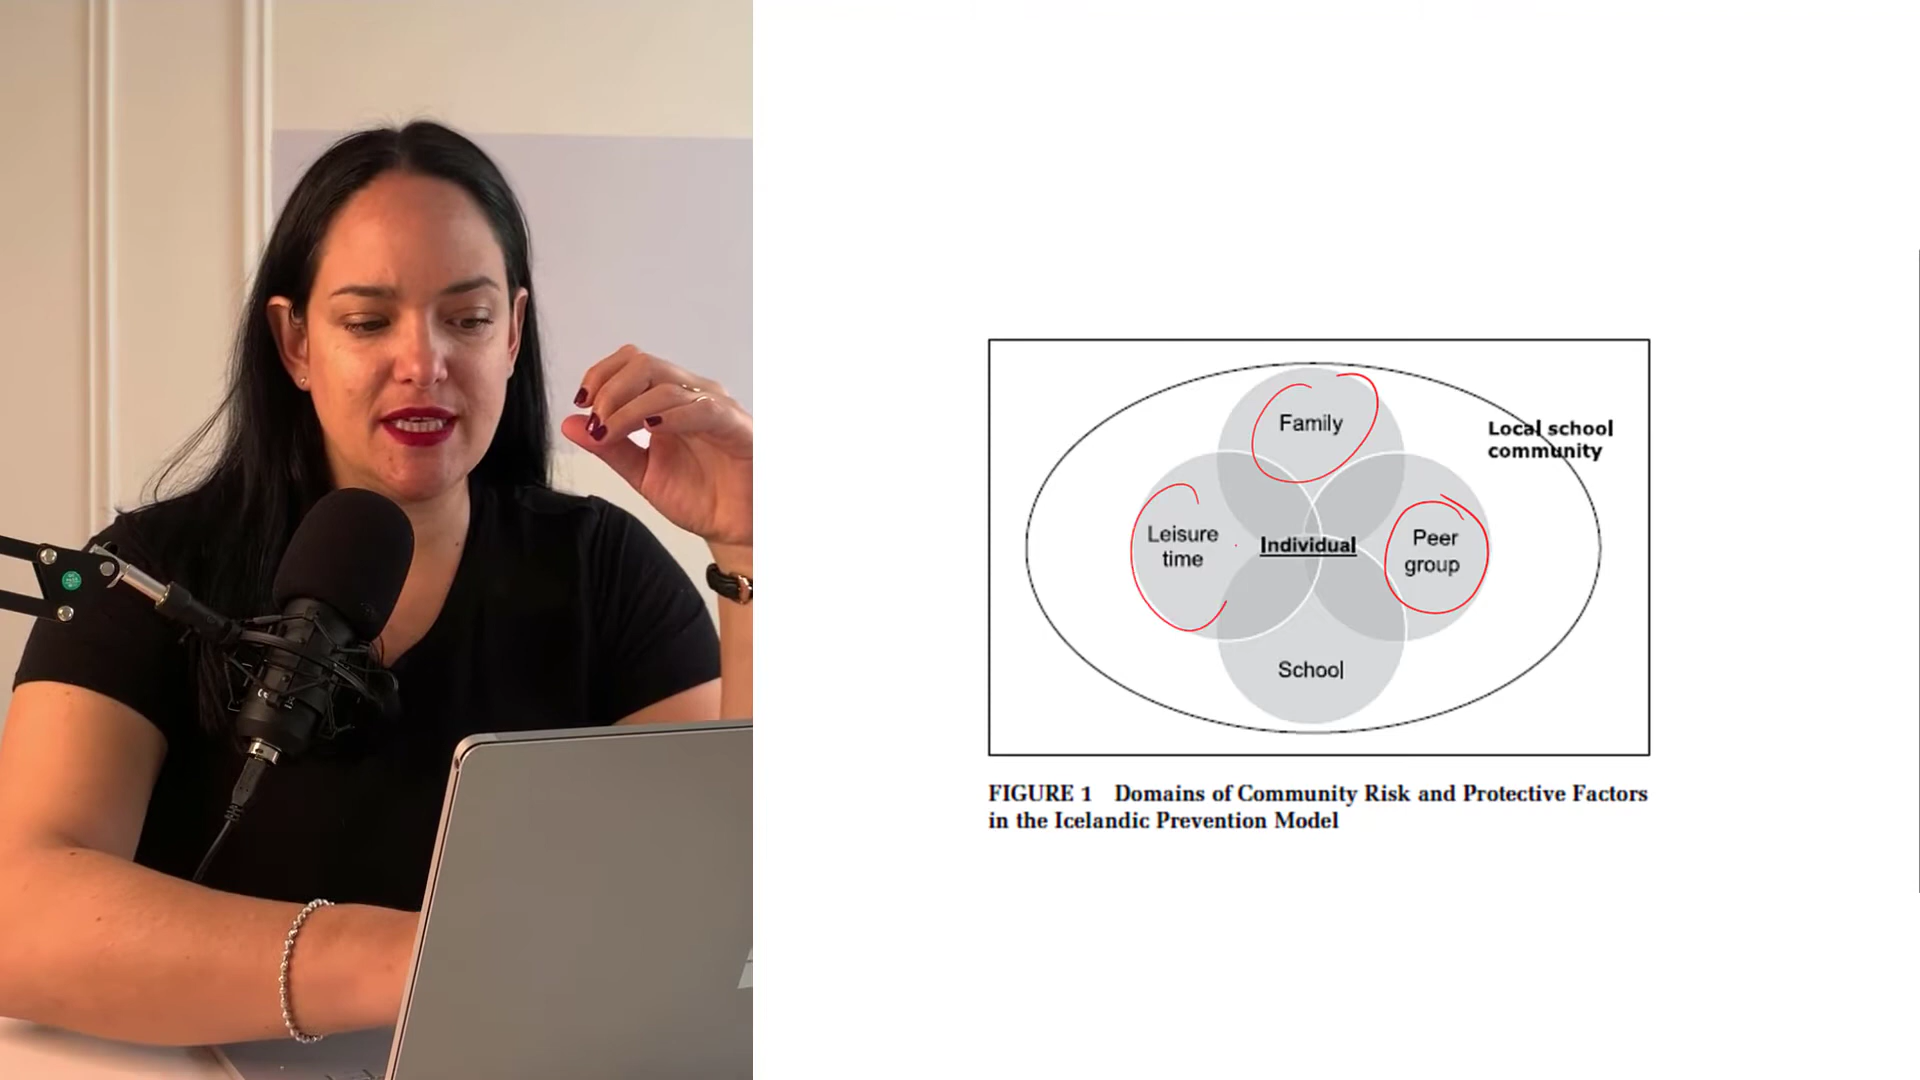 Family
Local school
community
Leisure
time
Individual
Peer
group
School
FIGURE 1 Domains of Community Risk and Protective Factors
in the Icelandic Prevention Model